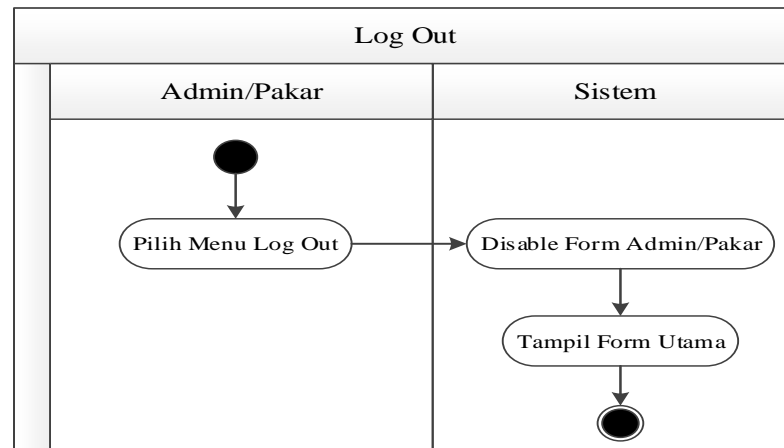 Log Out
Admin/Pakar
Sistem
Pilih Menu Log Out
Disable Form Admin/Pakar
Tampil Form Utama